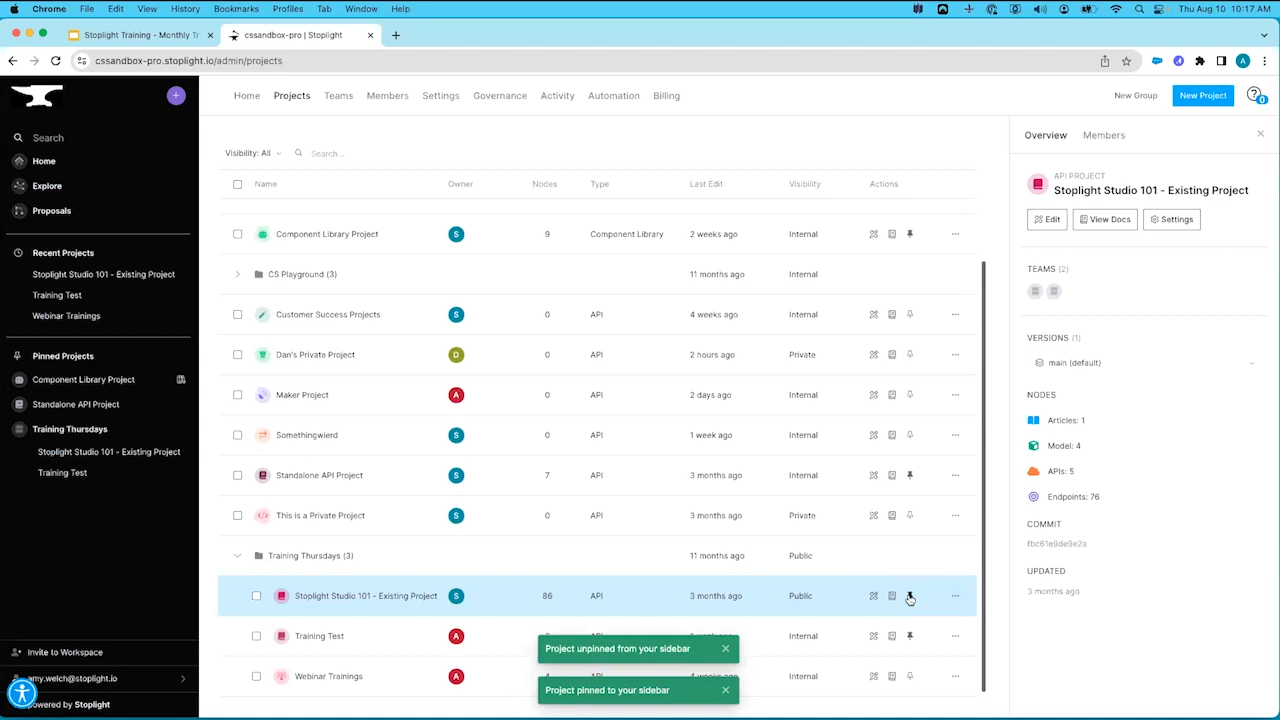 Chrome File Edit View History Bookmarks Profiles Tab Window Help Thu Aug 10 10:17 AM
Stoplight Training - Monthly Tr
cssandbox-pro | Stoplight
cssandbox-pro.stoplight.io/admin/projects
A
Search
Home
Explore
Proposals
Recent Projects
Stoplight Studio 101 - Existing Project
Training Test
Webinar Trainings
Pinned Projects
Component Library Project
Standalone API Project
Training Thursdays
Stoplight Studio 101 - Existing Project
Training Test
Invite to Workspace
amy.welch@stoplight.io
powered by Stoplight
Home Projects Teams Members Settings Governance Activity Automation Billing
New Group New Project 0
Visibility: All Search...
Name Owner Nodes Type Last Edit Visibility Actions
Component Library Project S 9 Component Library 2 weeks ago Internal
CS Playground (3) 11 months ago Internal
Customer Success Projects S 0 API 4 weeks ago Internal
Dan's Private Project D 0 API 2 hours ago Private
Maker Project A 0 API 2 days ago Internal
Somethingwierd S 0 API 1 week ago Internal
Standalone API Project S 7 API 3 months ago Internal
This is a Private Project S 0 API 3 months ago Private
Training Thursdays (3) 11 months ago Public
Stoplight Studio 101 - Existing Project S 86 API 3 months ago Public
Training Test A Internal
Webinar Trainings A Internal
Project unpinned from your sidebar
Project pinned to your sidebar
Overview Members
API PROJECT
Stoplight Studio 101 - Existing Project
Edit View Docs Settings
TEAMS (2)
VERSIONS (1)
main (default)
NODES
Articles: 1
Model: 4
APIs: 5
Endpoints: 76
COMMIT
fbc61e9de9e2a
UPDATED
3 months ago